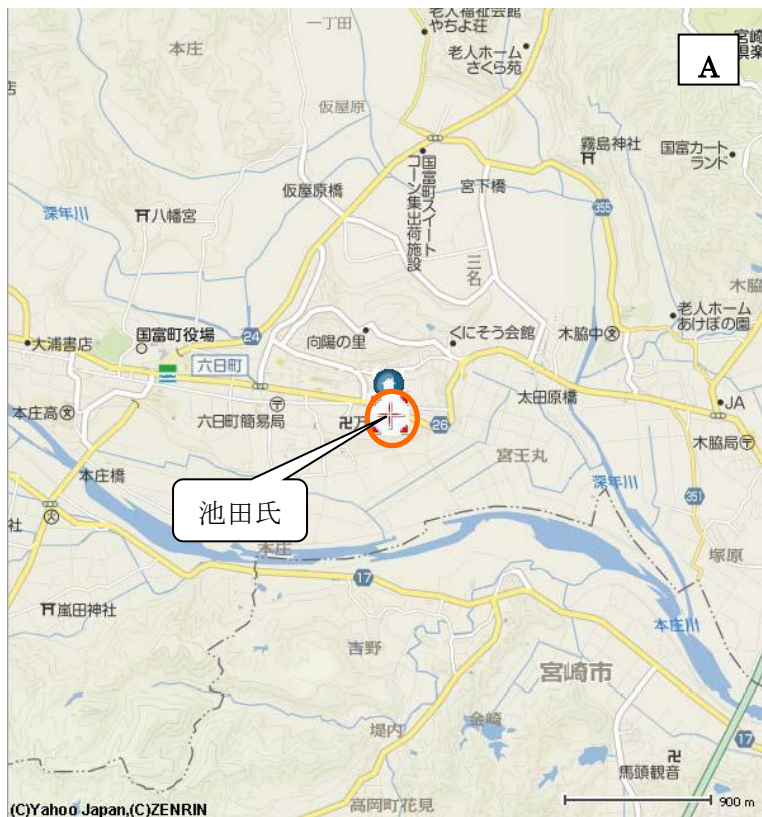 老人福祉会館
やちよ荘
一丁田
本庄
老人ホーム
さくら苑
A
店
仮屋原
霧島神社
国富カート
ランド
国富町スイート
コーン集出荷施設
仮屋原橋
宮下橋
深年川
八幡宮
355
三名
木脇
老人ホーム
あけぼの園
国富町役場
24
大浦書店
向陽の里
くにそう会館
木脇中
六日町
太田原橋
JA
本庄高
六日町簡易局
卍万
26
木脇局
宮王丸
本庄橋
深年川
351
池田氏
社
本庄
塚原
17
嵐田神社
吉野
本庄川
宮崎市
金崎
堤内
17
卍
馬頭観音
高岡町花見
900 m
(C)Yahoo Japan,(C)ZENRIN